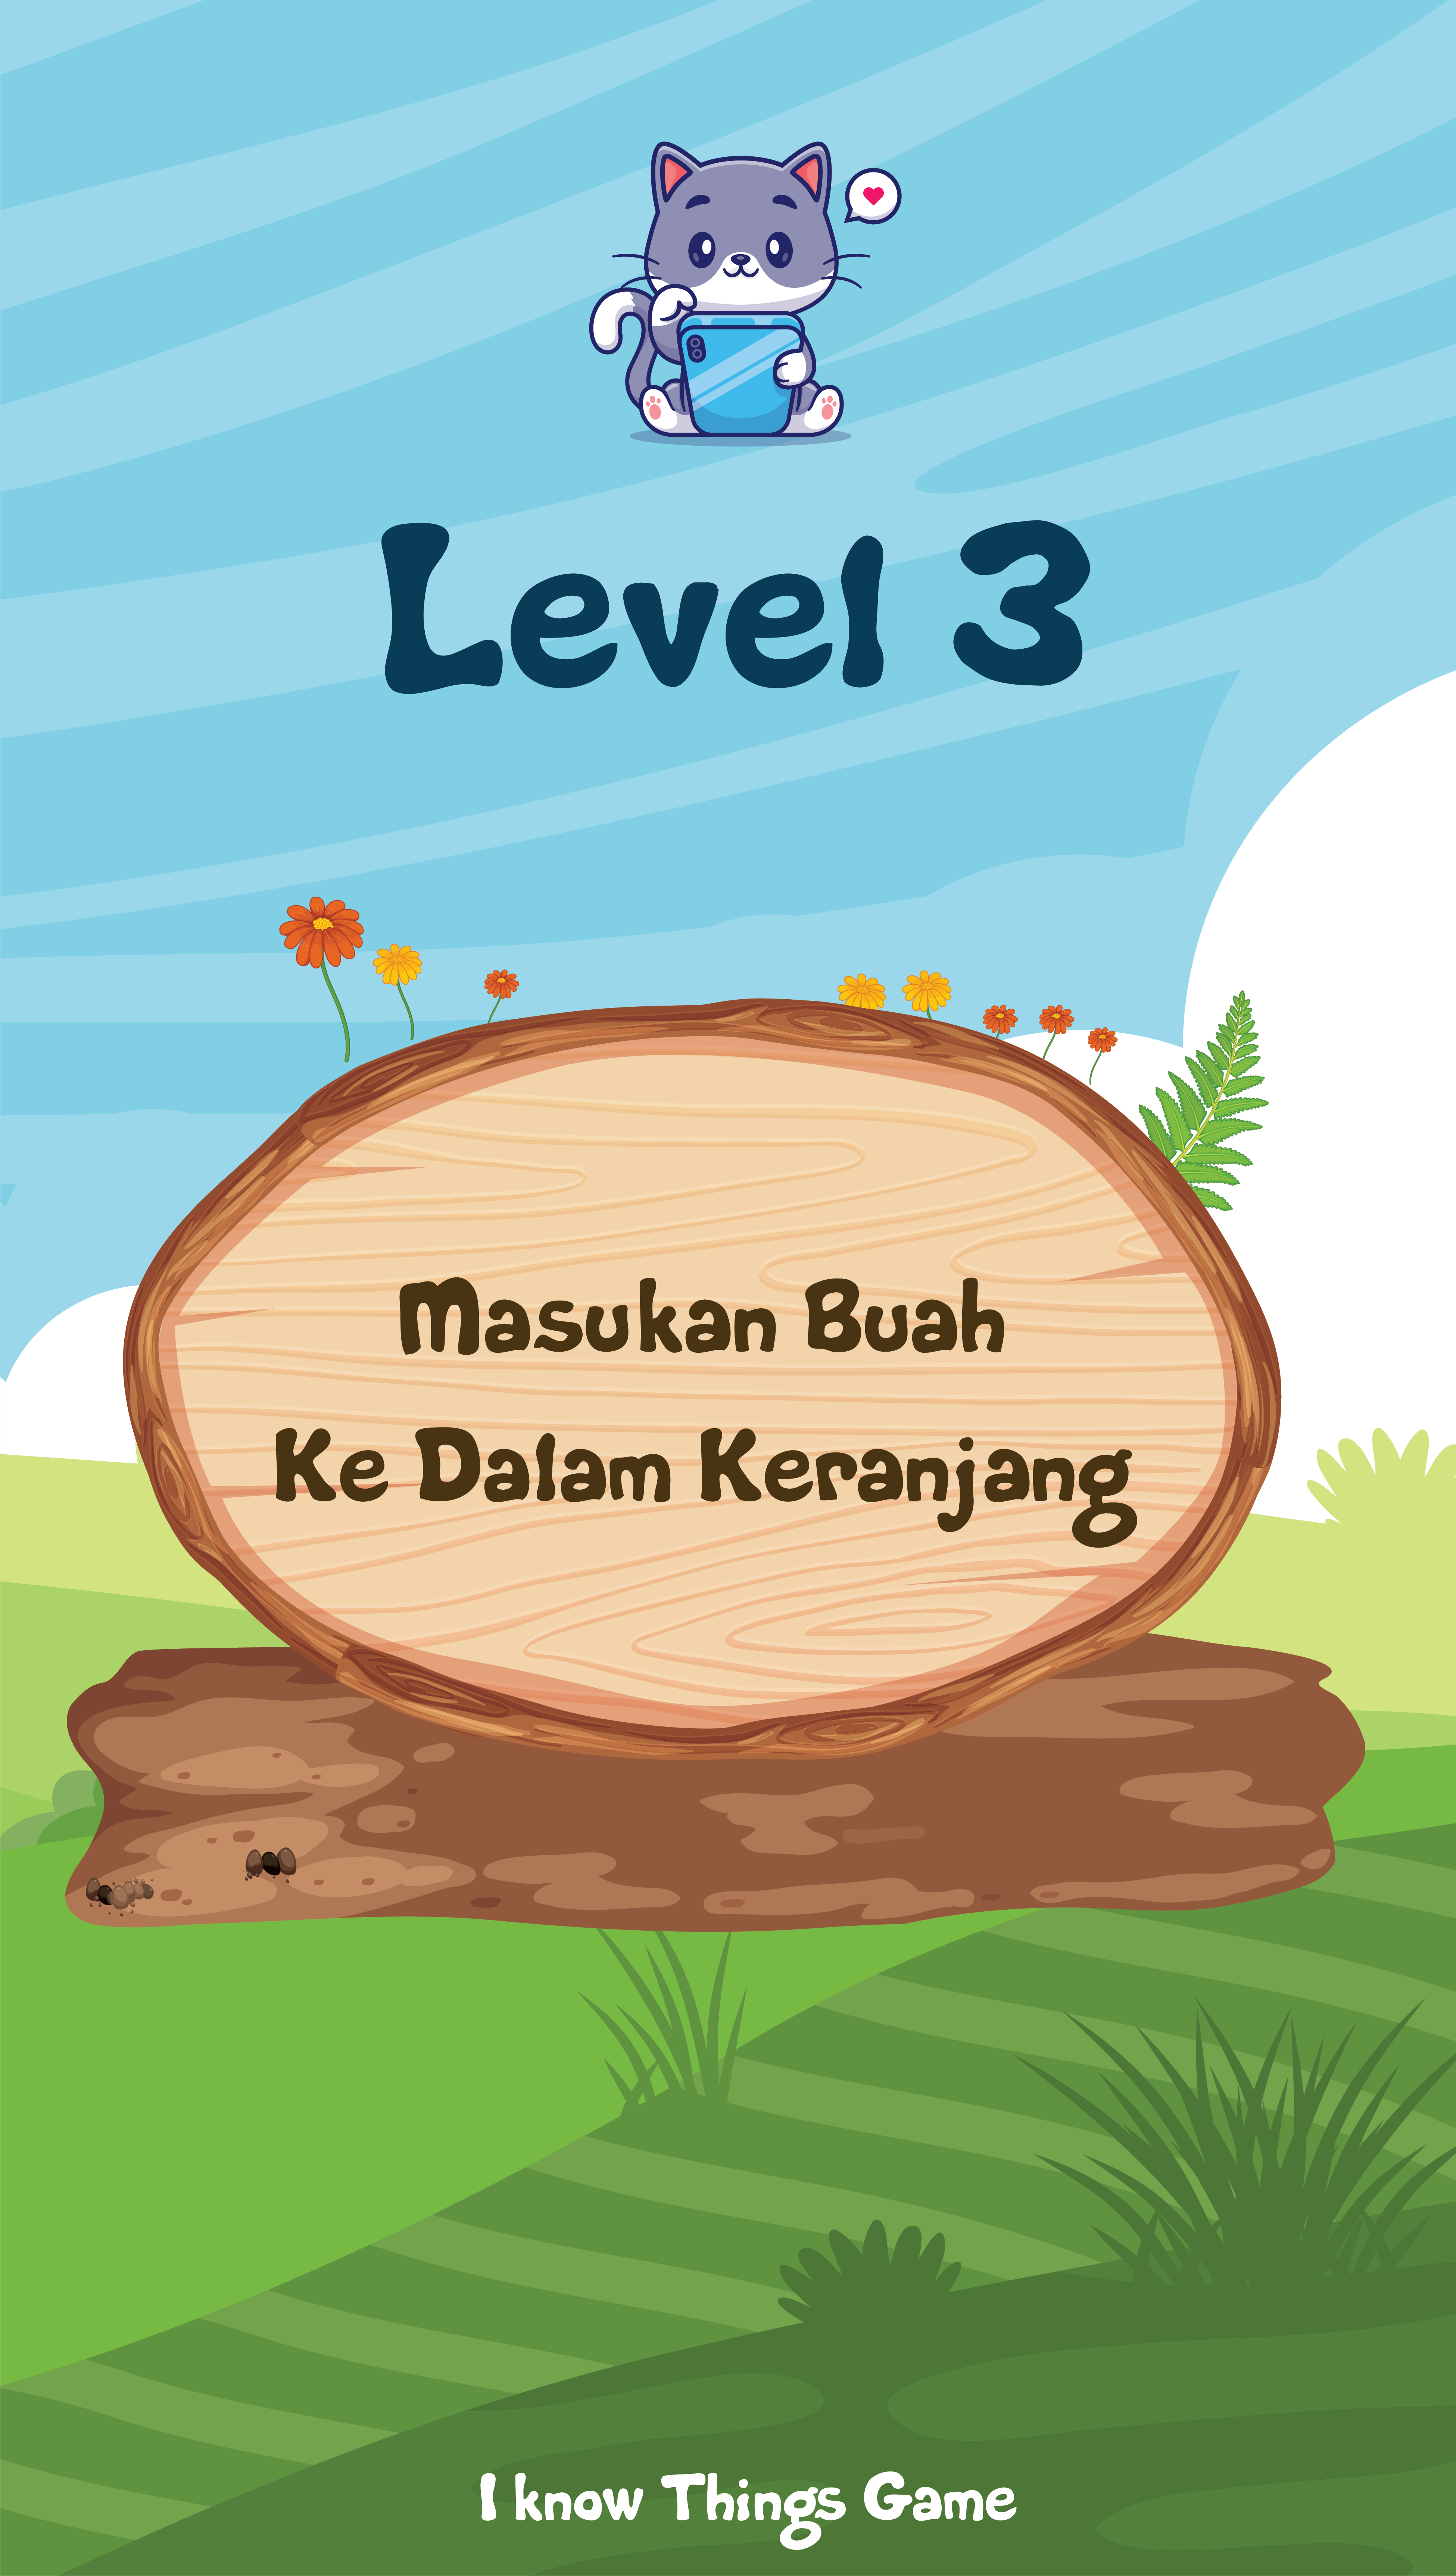 Level 3
Masukan Buah
Ke Dalam Keranjang
I know Things Game